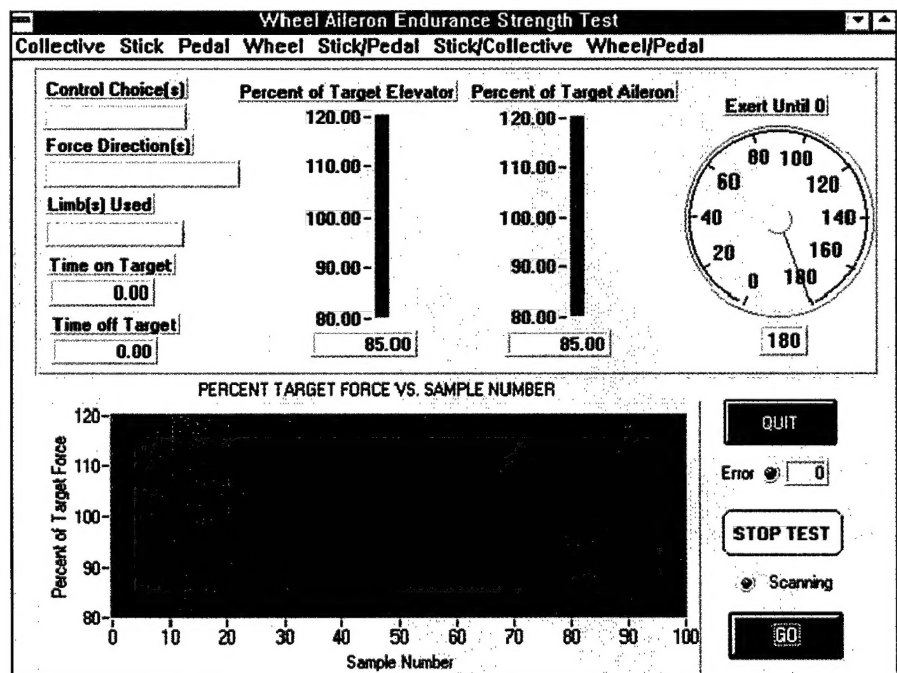 Wheel Aileron Endurance Strength Test
Collective Stick Pedal Wheel Stick/Pedal Stick/Collective Wheel/Pedal
Control Choice(s)
Force Direction(s)
Limb(s) Used
Time on Target
0.00
Time off Target
0.00
Percent of Target Elevator
120.00
110.00
100.00
90.00
80.00
85.00
Percent of Target Aileron
120.00
110.00
100.00
90.00
80.00
85.00
Exert Until 0
0
20
40
60
80
100
120
140
160
180
180
PERCENT TARGET FORCE VS. SAMPLE NUMBER
Percent of Target Force
120
110
100
90
80
0 10 20 30 40 50 60 70 80 90 100
Sample Number
QUIT
Error 0
STOP TEST
Scanning
GO